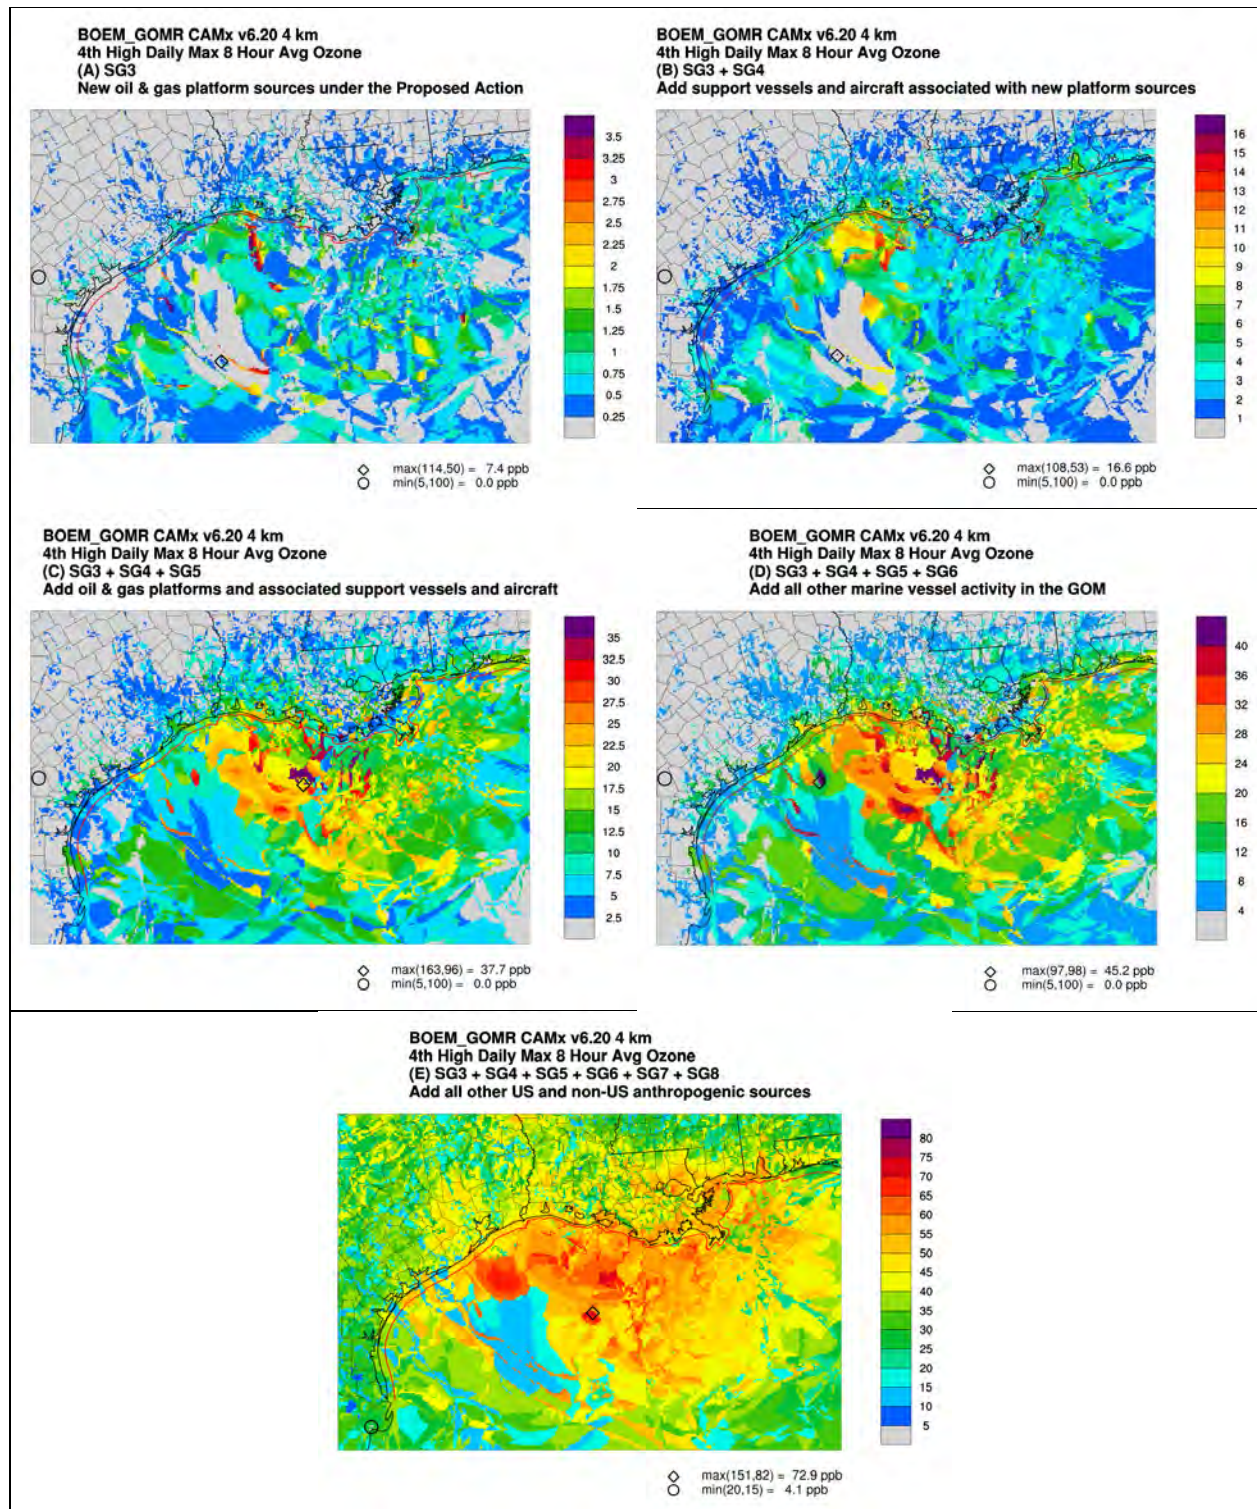 BOEM_GOMR CAMx v6.20 4 km
4th High Daily Max 8 Hour Avg Ozone
(A) SG3
New oil & gas platform sources under the Proposed Action
3.5
3.25
3
2.75
2.5
2.25
2
1.75
1.5
1.25
1
0.75
0.5
0.25
max(114,50) = 7.4 ppb
min(5,100) = 0.0 ppb
BOEM_GOMR CAMx v6.20 4 km
4th High Daily Max 8 Hour Avg Ozone
(B) SG3 + SG4
Add support vessels and aircraft associated with new platform sources
16
15
14
13
12
11
10
9
8
7
6
5
4
3
2
1
max(108,53) = 16.6 ppb
min(5,100) = 0.0 ppb
BOEM_GOMR CAMx v6.20 4 km
4th High Daily Max 8 Hour Avg Ozone
(C) SG3 + SG4 + SG5
Add oil & gas platforms and associated support vessels and aircraft
35
32.5
30
27.5
25
22.5
20
17.5
15
12.5
10
7.5
5
2.5
max(163,96) = 37.7 ppb
min(5,100) = 0.0 ppb
BOEM_GOMR CAMx v6.20 4 km
4th High Daily Max 8 Hour Avg Ozone
(D) SG3 + SG4 + SG5 + SG6
Add all other marine vessel activity in the GOM
40
36
32
28
24
20
16
12
8
4
max(97,98) = 45.2 ppb
min(5,100) = 0.0 ppb
BOEM_GOMR CAMx v6.20 4 km
4th High Daily Max 8 Hour Avg Ozone
(E) SG3 + SG4 + SG5 + SG6 + SG7 + SG8
Add all other US and non-US anthropogenic sources
80
75
70
65
60
55
50
45
40
35
30
25
20
15
10
5
max(151,82) = 72.9 ppb
min(20,15) = 4.1 ppb